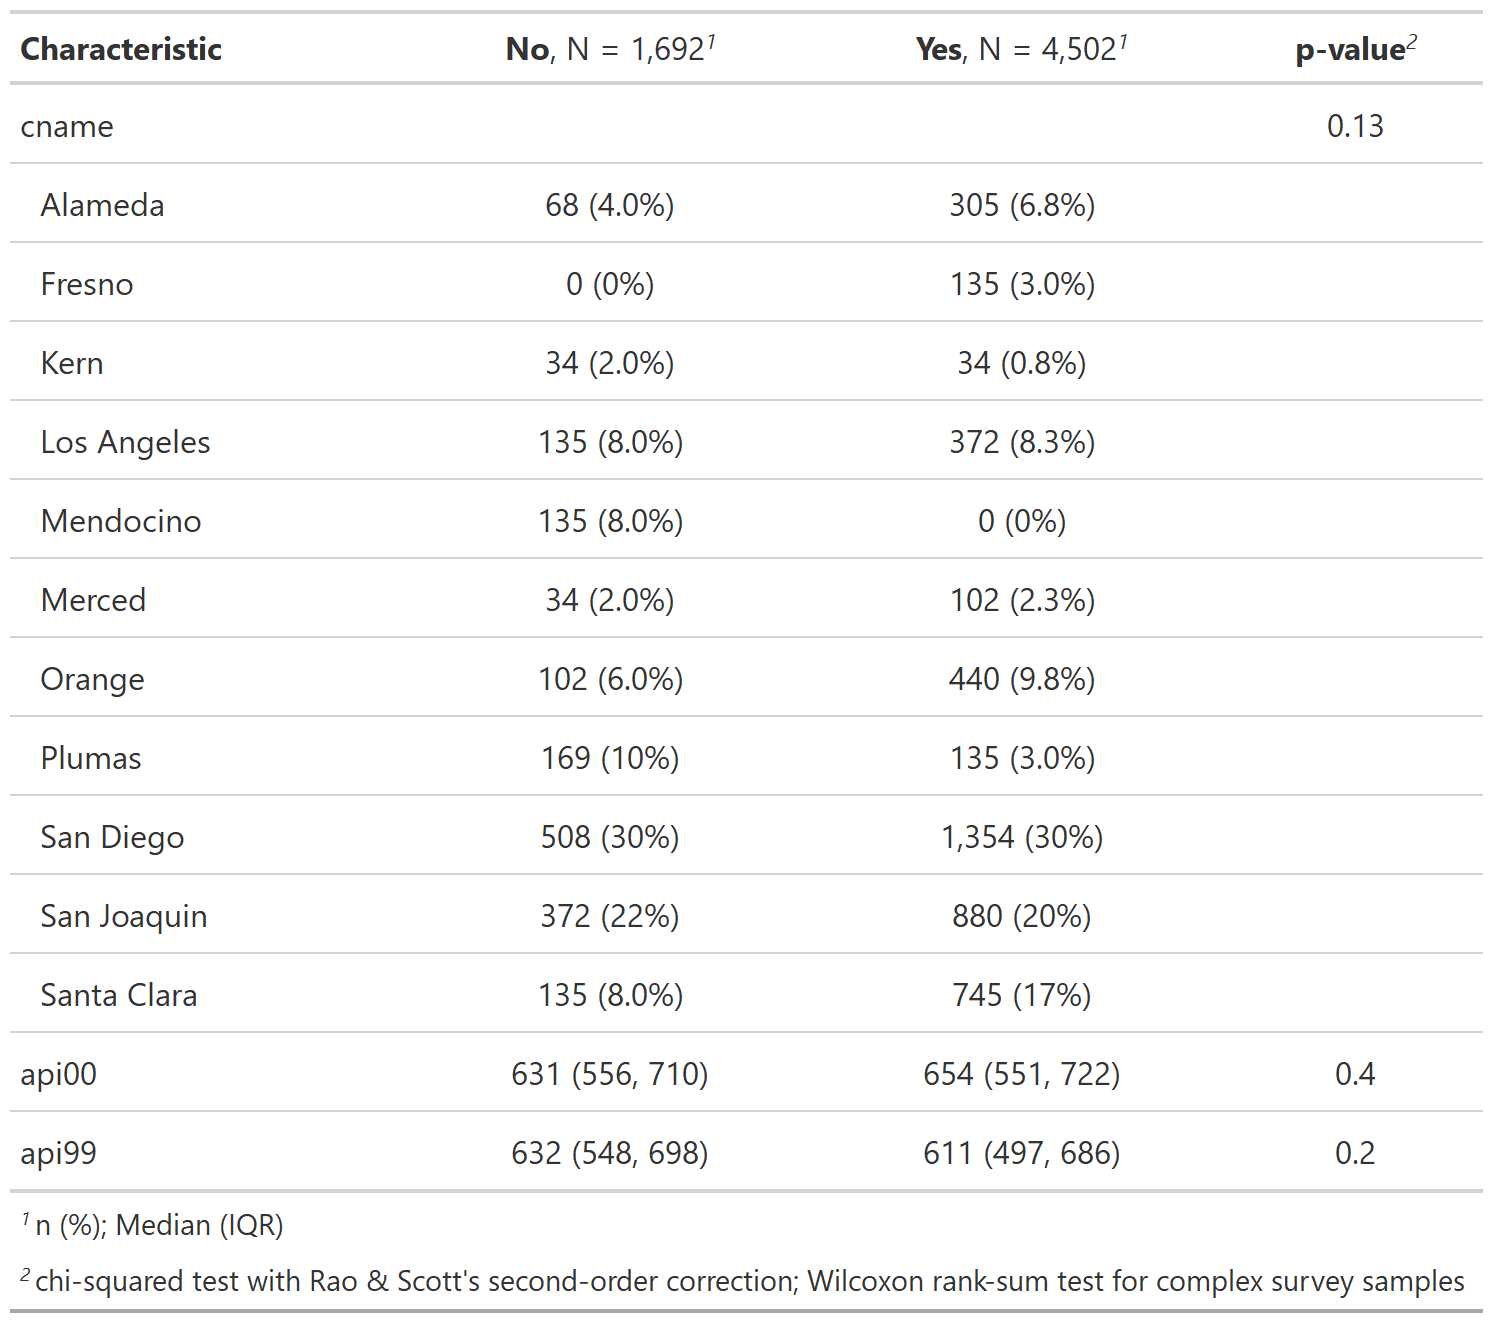 Characteristic No, N = 1,692¹ Yes, N = 4,502¹ p-value²
cname 0.13
Alameda 68 (4.0%) 305 (6.8%)
Fresno 0 (0%) 135 (3.0%)
Kern 34 (2.0%) 34 (0.8%)
Los Angeles 135 (8.0%) 372 (8.3%)
Mendocino 135 (8.0%) 0 (0%)
Merced 34 (2.0%) 102 (2.3%)
Orange 102 (6.0%) 440 (9.8%)
Plumas 169 (10%) 135 (3.0%)
San Diego 508 (30%) 1,354 (30%)
San Joaquin 372 (22%) 880 (20%)
Santa Clara 135 (8.0%) 745 (17%)
api00 631 (556, 710) 654 (551, 722) 0.4
api99 632 (548, 698) 611 (497, 686) 0.2
¹ n (%); Median (IQR)
² chi-squared test with Rao & Scott's second-order correction; Wilcoxon rank-sum test for complex survey samples